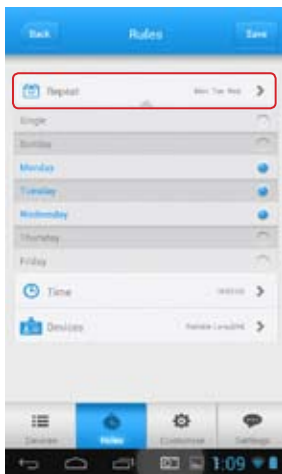 Back Rules Save
Repeat Mon Tue Wed
Single
Sunday
Monday
Tuesday
Wednesday
Thursday
Friday
Time
Devices
Devices Rules Customise Settings
1:09